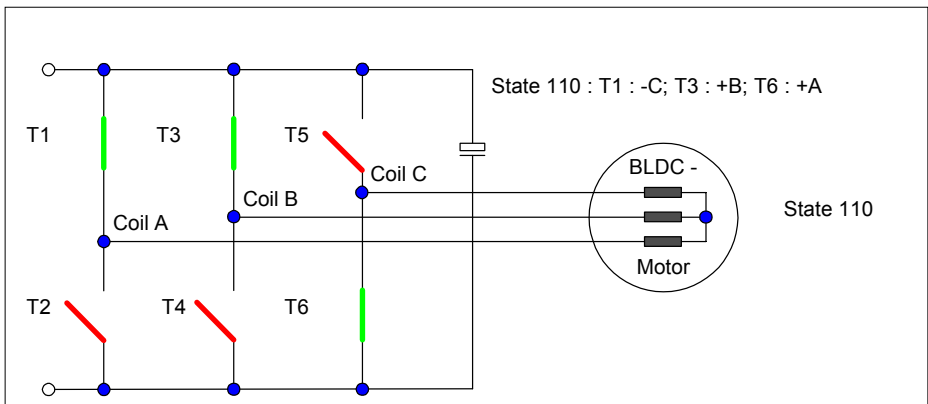 State 110 : T1 : -C; T3 : +B; T6 : +A
T1
T3
T5
BLDC -
Coil C
Coil B
State 110
Coil A
Motor
T2
T4
T6